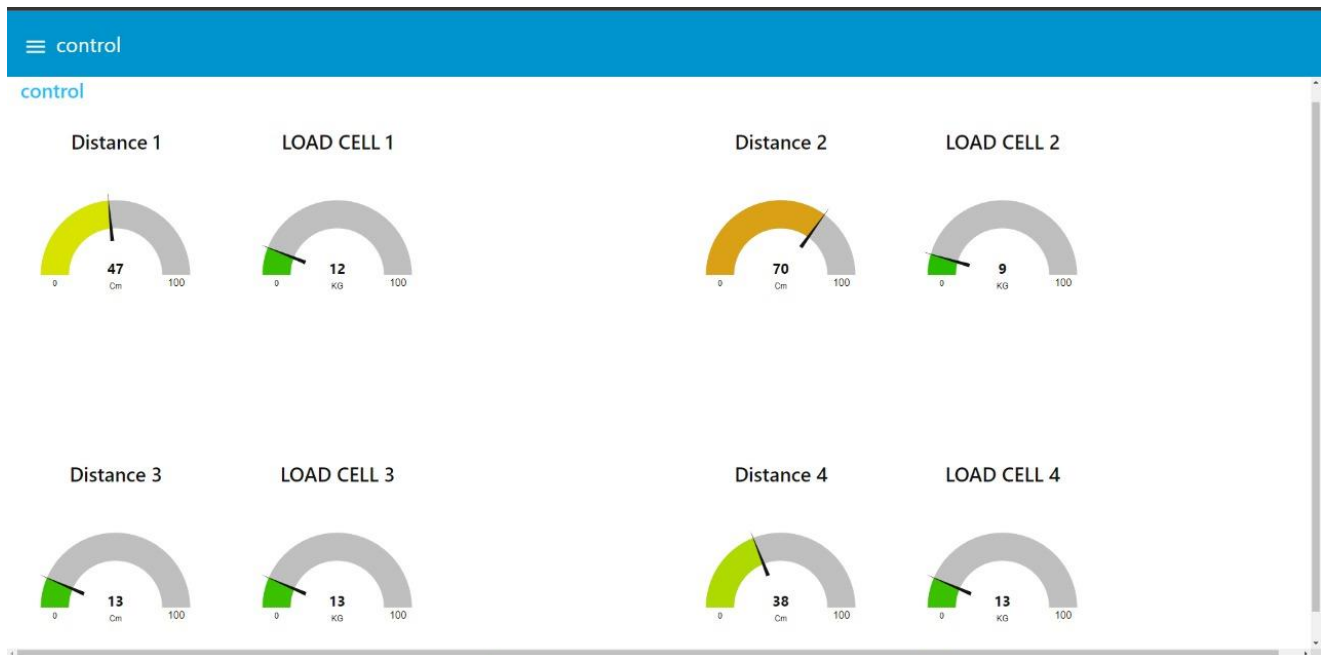 control
control
Distance 1
LOAD CELL 1
Distance 2
LOAD CELL 2
47
Cm
0
100
12
KG
0
100
70
Cm
0
100
9
KG
0
100
Distance 3
LOAD CELL 3
Distance 4
LOAD CELL 4
13
Cm
0
100
13
KG
0
100
38
Cm
0
100
13
KG
0
100